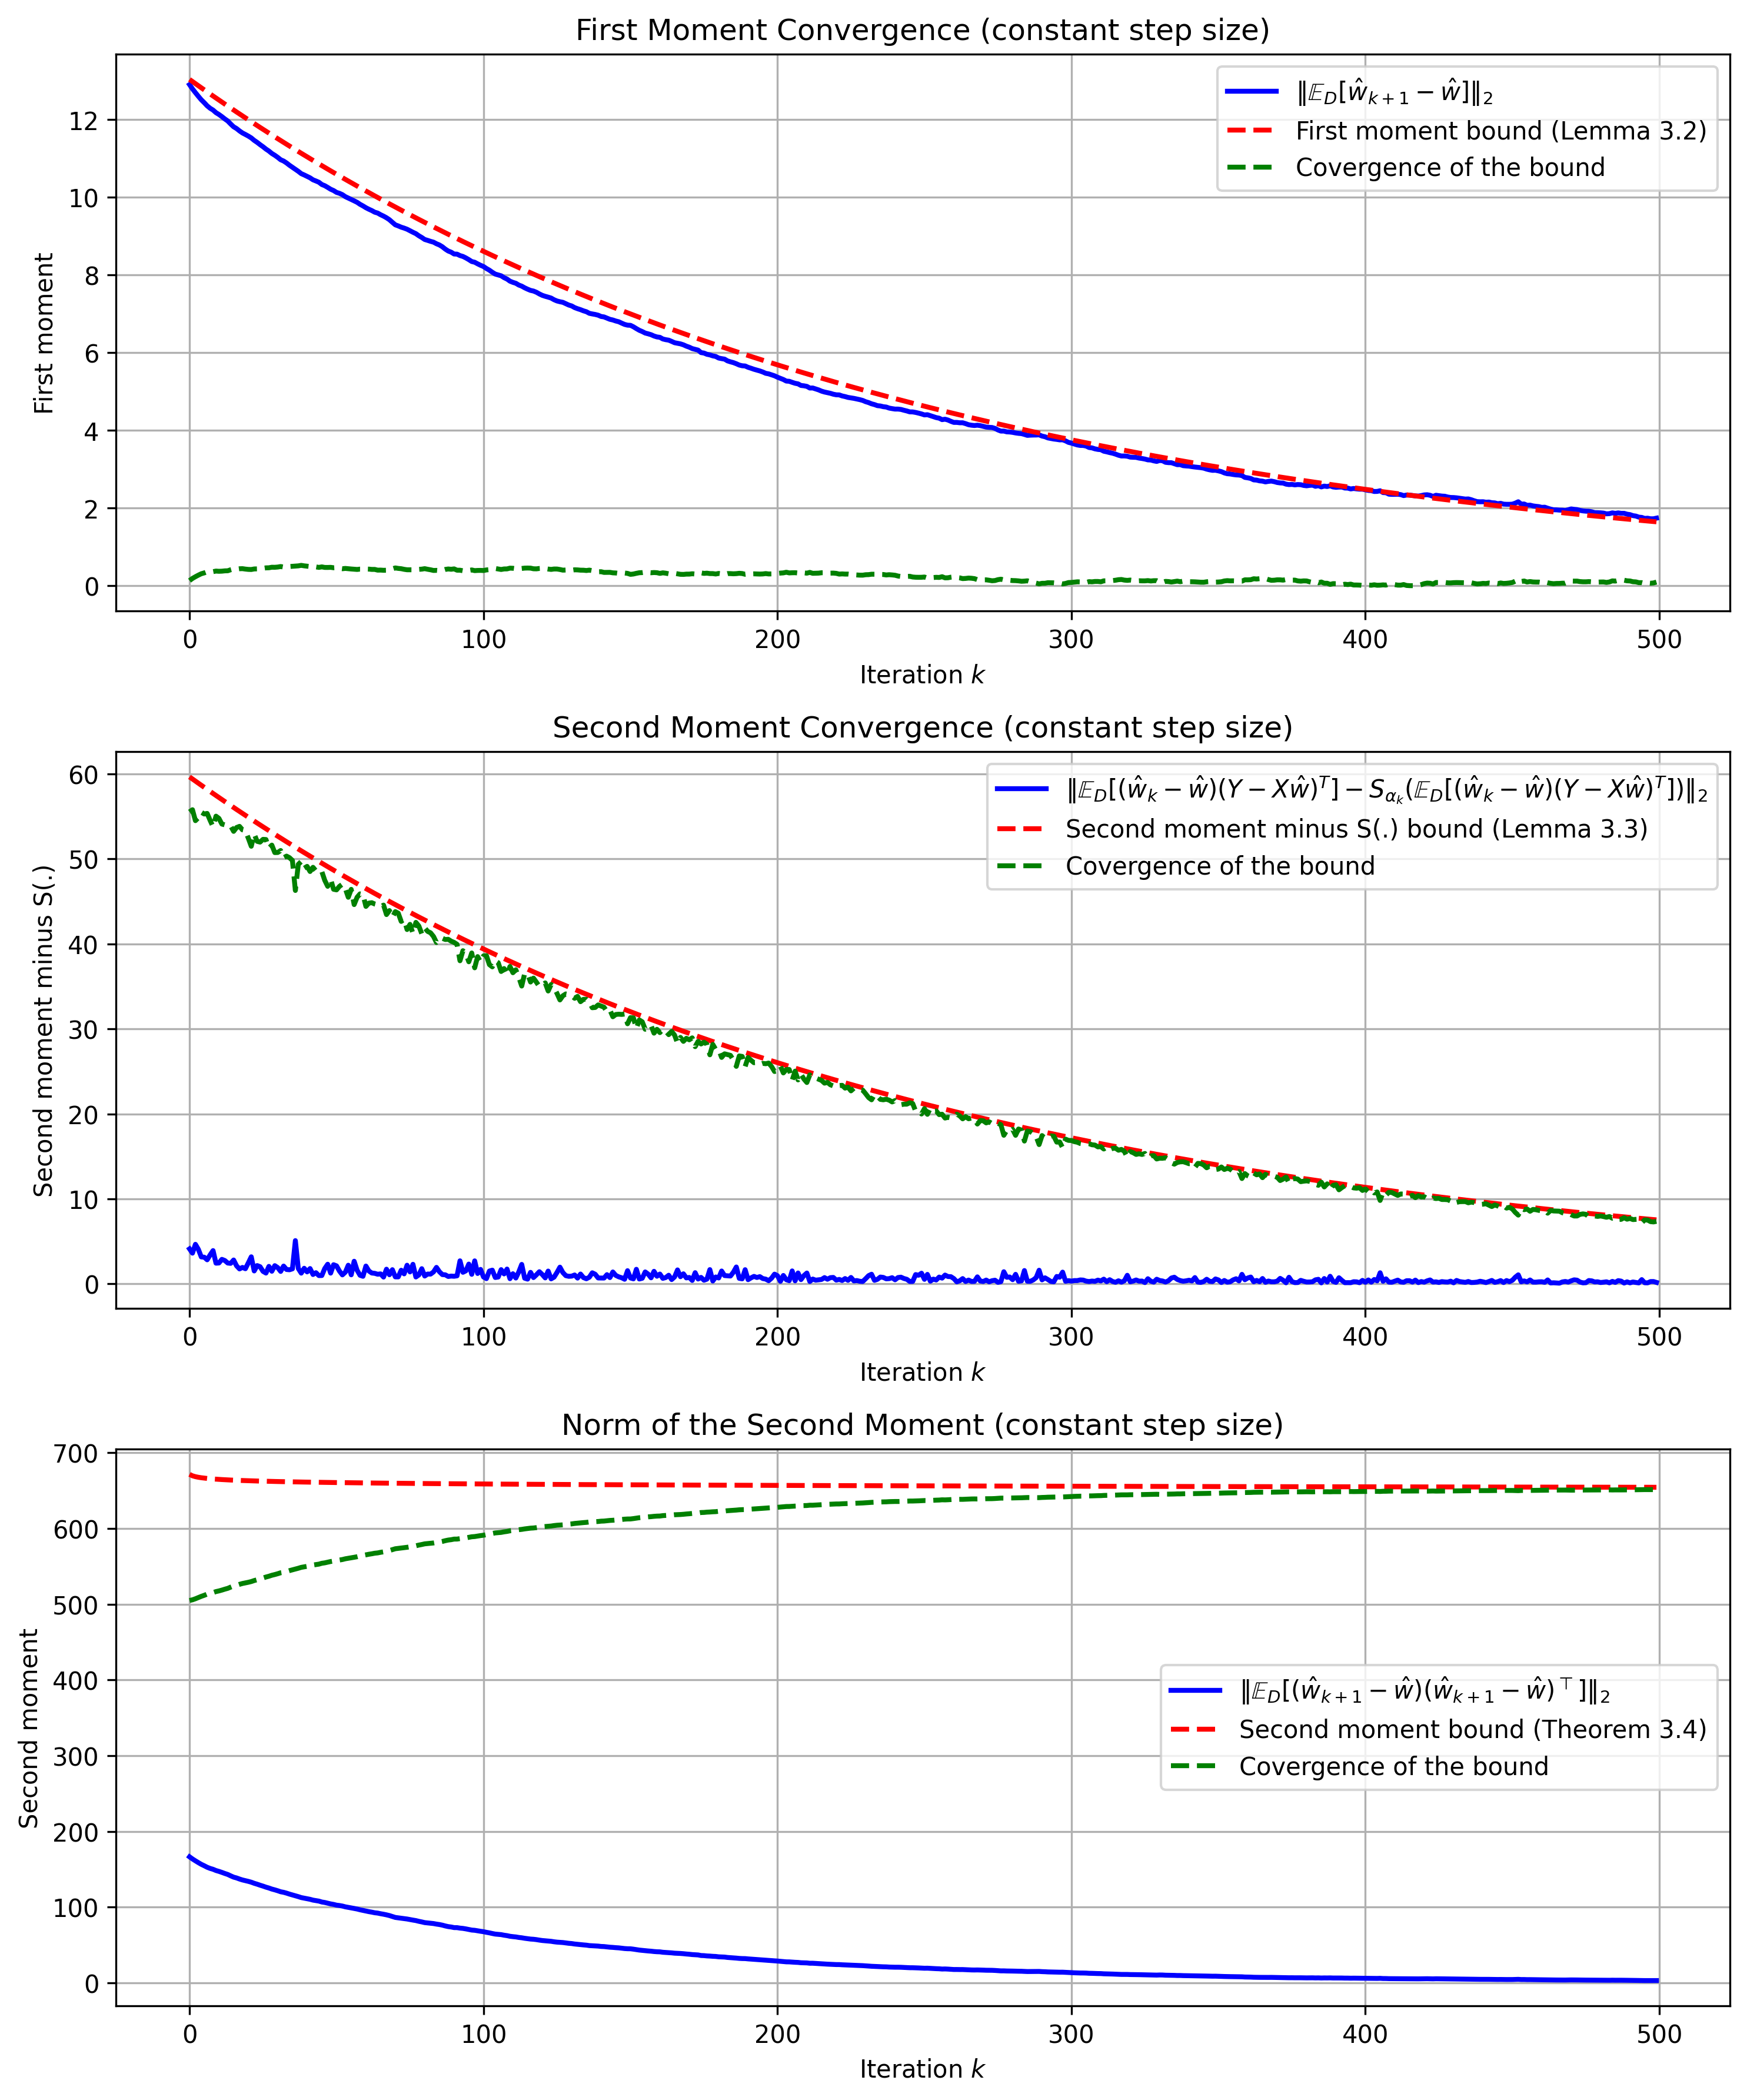 First Moment Convergence (constant step size)
‖𝔼_D[ŵ_{k+1} − ŵ]‖₂
First moment bound (Lemma 3.2)
Covergence of the bound
First moment
12
10
8
6
4
2
0
0 100 200 300 400 500
Iteration k
Second Moment Convergence (constant step size)
‖𝔼_D[(ŵ_k − ŵ)(Y − Xŵ)^T] − S_{α_k}(𝔼_D[(ŵ_k − ŵ)(Y − Xŵ)^T])‖₂
Second moment minus S(.) bound (Lemma 3.3)
Covergence of the bound
Second moment minus S(.)
60
50
40
30
20
10
0
0 100 200 300 400 500
Iteration k
Norm of the Second Moment (constant step size)
‖𝔼_D[(ŵ_{k+1} − ŵ)(ŵ_{k+1} − ŵ)^⊤]‖₂
Second moment bound (Theorem 3.4)
Covergence of the bound
Second moment
700
600
500
400
300
200
100
0
0 100 200 300 400 500
Iteration k